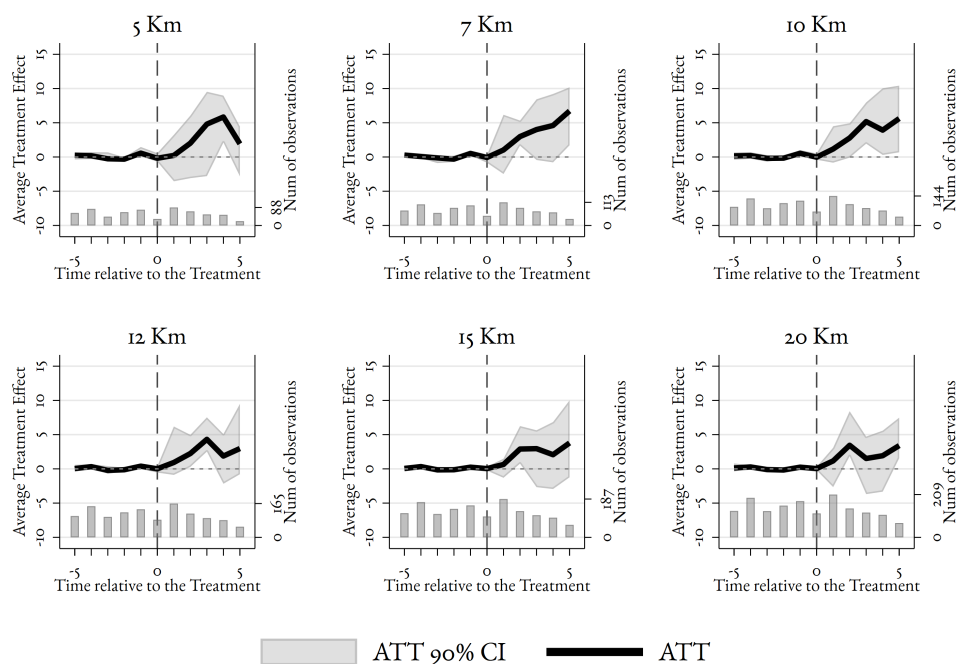 5 Km
15
10
5
0
-5
-10
Average Treatment Effect
88
0
Num of observations
-5 0 5
Time relative to the Treatment
7 Km
15
10
5
0
-5
-10
Average Treatment Effect
113
0
Num of observations
-5 0 5
Time relative to the Treatment
10 Km
15
10
5
0
-5
-10
Average Treatment Effect
144
0
Num of observations
-5 0 5
Time relative to the Treatment
12 Km
15
10
5
0
-5
-10
Average Treatment Effect
165
0
Num of observations
-5 0 5
Time relative to the Treatment
15 Km
15
10
5
0
-5
-10
Average Treatment Effect
187
0
Num of observations
-5 0 5
Time relative to the Treatment
20 Km
15
10
5
0
-5
-10
Average Treatment Effect
209
0
Num of observations
-5 0 5
Time relative to the Treatment
ATT 90% CI ATT